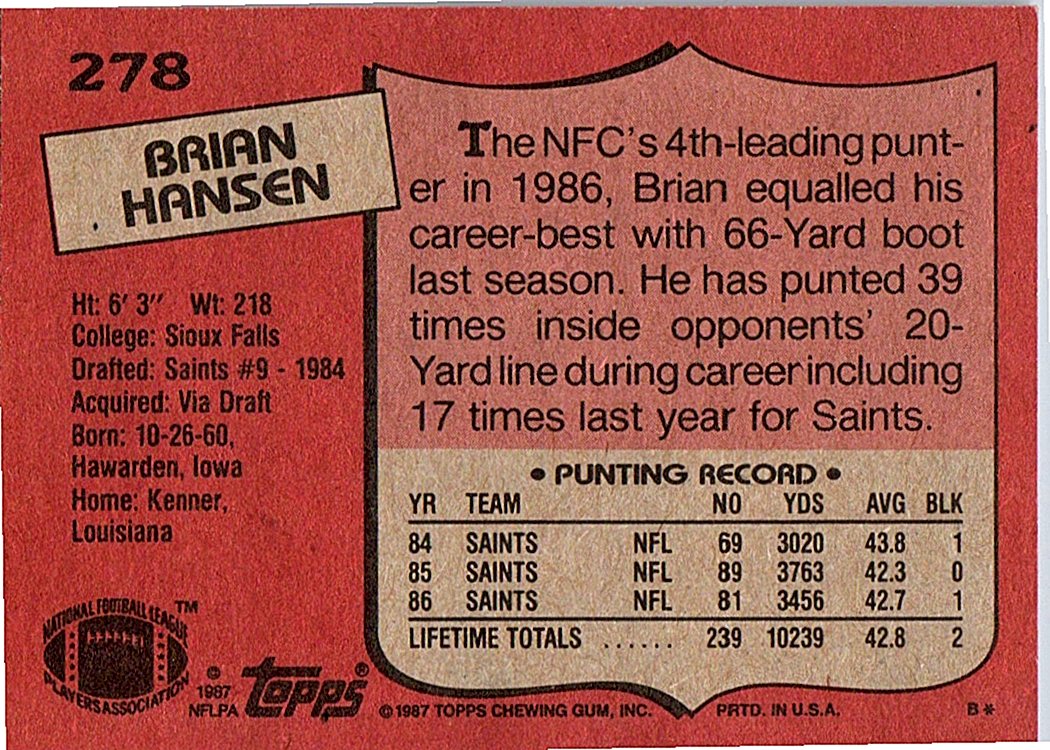 278
BRIAN
HANSEN
Ht: 6' 3" Wt: 218
College: Sioux Falls
Drafted: Saints #9 - 1984
Acquired: Via Draft
Born: 10-26-60,
Hawarden, Iowa
Home: Kenner,
Louisiana
NATIONAL FOOTBALL LEAGUE ™
PLAYERS ASSOCIATION
©
1987
NFLPA
Topps®
The NFC's 4th-leading punt-
er in 1986, Brian equalled his
career-best with 66-Yard boot
last season. He has punted 39
times inside opponents' 20-
Yard line during career including
17 times last year for Saints.
• PUNTING RECORD •
YR TEAM NO YDS AVG BLK
84 SAINTS NFL 69 3020 43.8 1
85 SAINTS NFL 89 3763 42.3 0
86 SAINTS NFL 81 3456 42.7 1
LIFETIME TOTALS ...... 239 10239 42.8 2
© 1987 TOPPS CHEWING GUM, INC. PRTD. IN U.S.A. B*